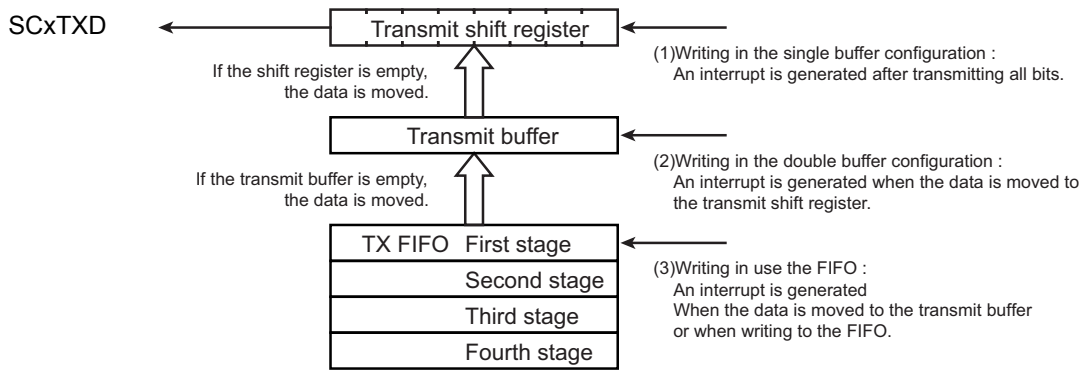 SCxTXD
Transmit shift register
(1)Writing in the single buffer configuration :
An interrupt is generated after transmitting all bits.
If the shift register is empty,
the data is moved.
Transmit buffer
(2)Writing in the double buffer configuration :
An interrupt is generated when the data is moved to
the transmit shift register.
If the transmit buffer is empty,
the data is moved.
TX FIFO First stage
Second stage
Third stage
Fourth stage
(3)Writing in use the FIFO :
An interrupt is generated
When the data is moved to the transmit buffer
or when writing to the FIFO.